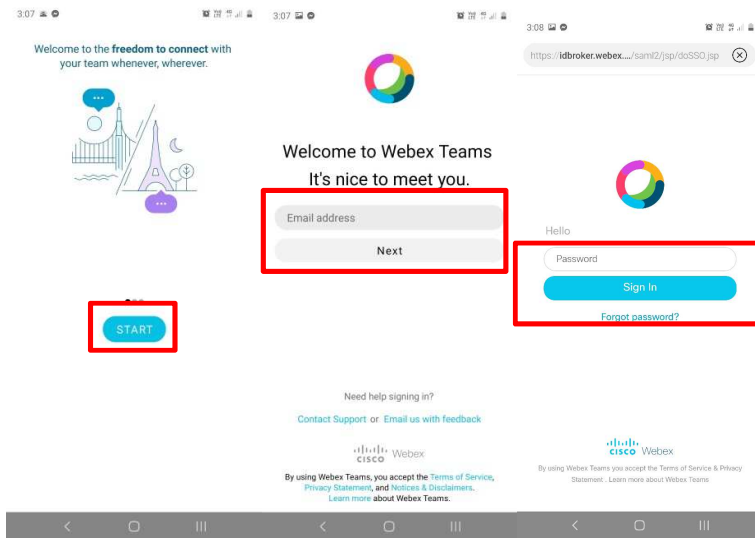 3:07
Welcome to the freedom to connect with
your team whenever, wherever.
START
3:07
Welcome to Webex Teams
It's nice to meet you.
Email address
Next
Need help signing in?
Contact Support or Email us with feedback
CISCO Webex
By using Webex Teams, you accept the Terms of Service,
Privacy Statement, and Notices & Disclaimers.
Learn more about Webex Teams.
3:08
https://idbroker.webex..../saml2/jsp/doSSO.jsp
Hello
Password
Sign In
Forgot password?
CISCO Webex
By using Webex Teams you accept the Terms of Service & Privacy
Statement . Learn more about Webex Teams